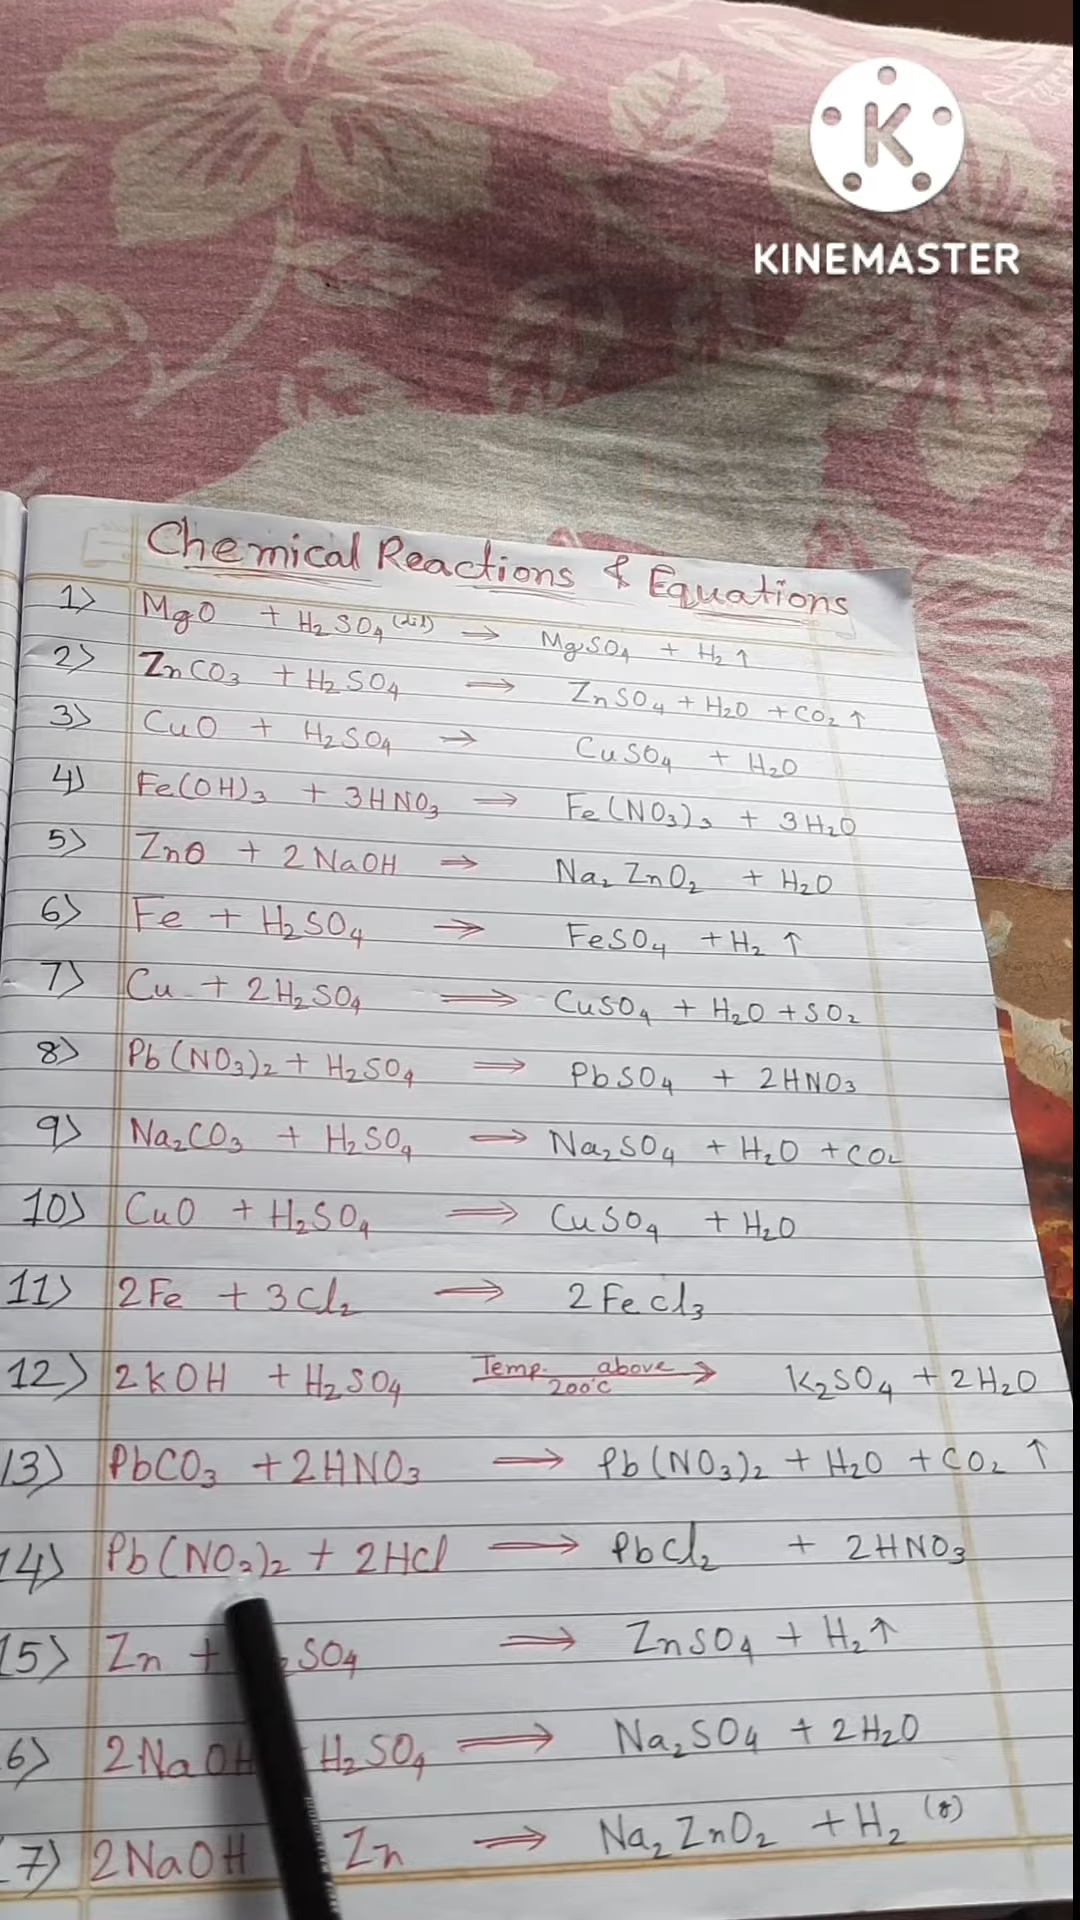 K
KINEMASTER
Chemical Reactions & Equations
1) MgO + H₂SO₄ (dil) → MgSO₄ + H₂ ↑
2) ZnCO₃ + H₂SO₄ → ZnSO₄ + H₂O + CO₂ ↑
3) CuO + H₂SO₄ → CuSO₄ + H₂O
4) Fe(OH)₃ + 3HNO₃ → Fe(NO₃)₃ + 3H₂O
5) ZnO + 2NaOH → Na₂ZnO₂ + H₂O
6) Fe + H₂SO₄ → FeSO₄ + H₂ ↑
7) Cu + 2H₂SO₄ → CuSO₄ + H₂O + SO₂
8) Pb(NO₃)₂ + H₂SO₄ → PbSO₄ + 2HNO₃
9) Na₂CO₃ + H₂SO₄ → Na₂SO₄ + H₂O + CO₂
10) CuO + H₂SO₄ → CuSO₄ + H₂O
11) 2Fe + 3Cl₂ → 2FeCl₃
12) 2KOH + H₂SO₄ Temp. above 200°C → K₂SO₄ + 2H₂O
13) PbCO₃ + 2HNO₃ → Pb(NO₃)₂ + H₂O + CO₂ ↑
14) Pb(NO₃)₂ + 2HCl → PbCl₂ + 2HNO₃
15) Zn + ₂SO₄ → ZnSO₄ + H₂ ↑
6) 2NaOH H₂SO₄ → Na₂SO₄ + 2H₂O
7) 2NaOH Zn → Na₂ZnO₂ + H₂